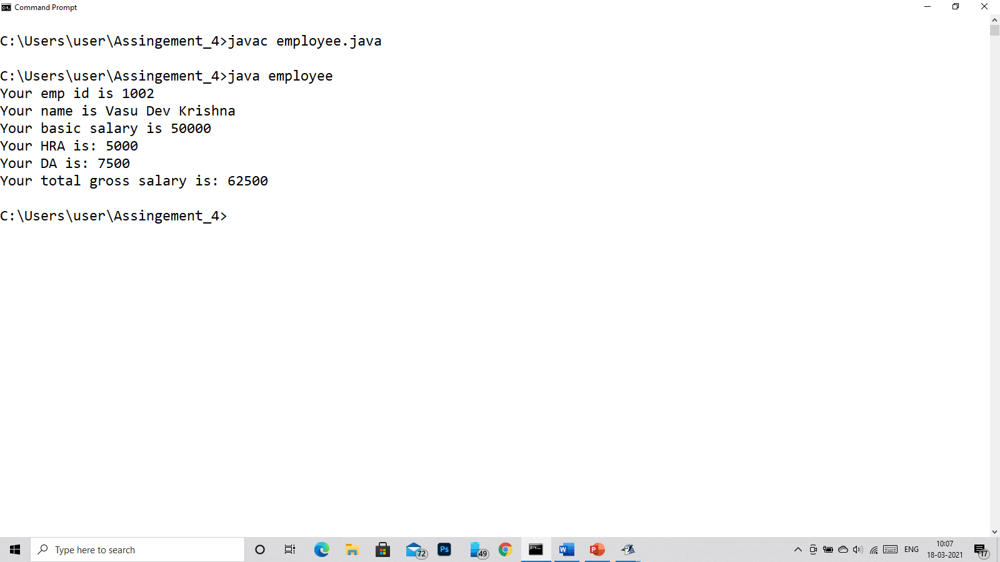 Command Prompt
C:\Users\user\Assingement_4>javac employee.java
C:\Users\user\Assingement_4>java employee
Your emp id is 1002
Your name is Vasu Dev Krishna
Your basic salary is 50000
Your HRA is: 5000
Your DA is: 7500
Your total gross salary is: 62500
C:\Users\user\Assingement_4>
Type here to search
72
Ps
49
W
P
ENG
10:07
18-03-2021
17